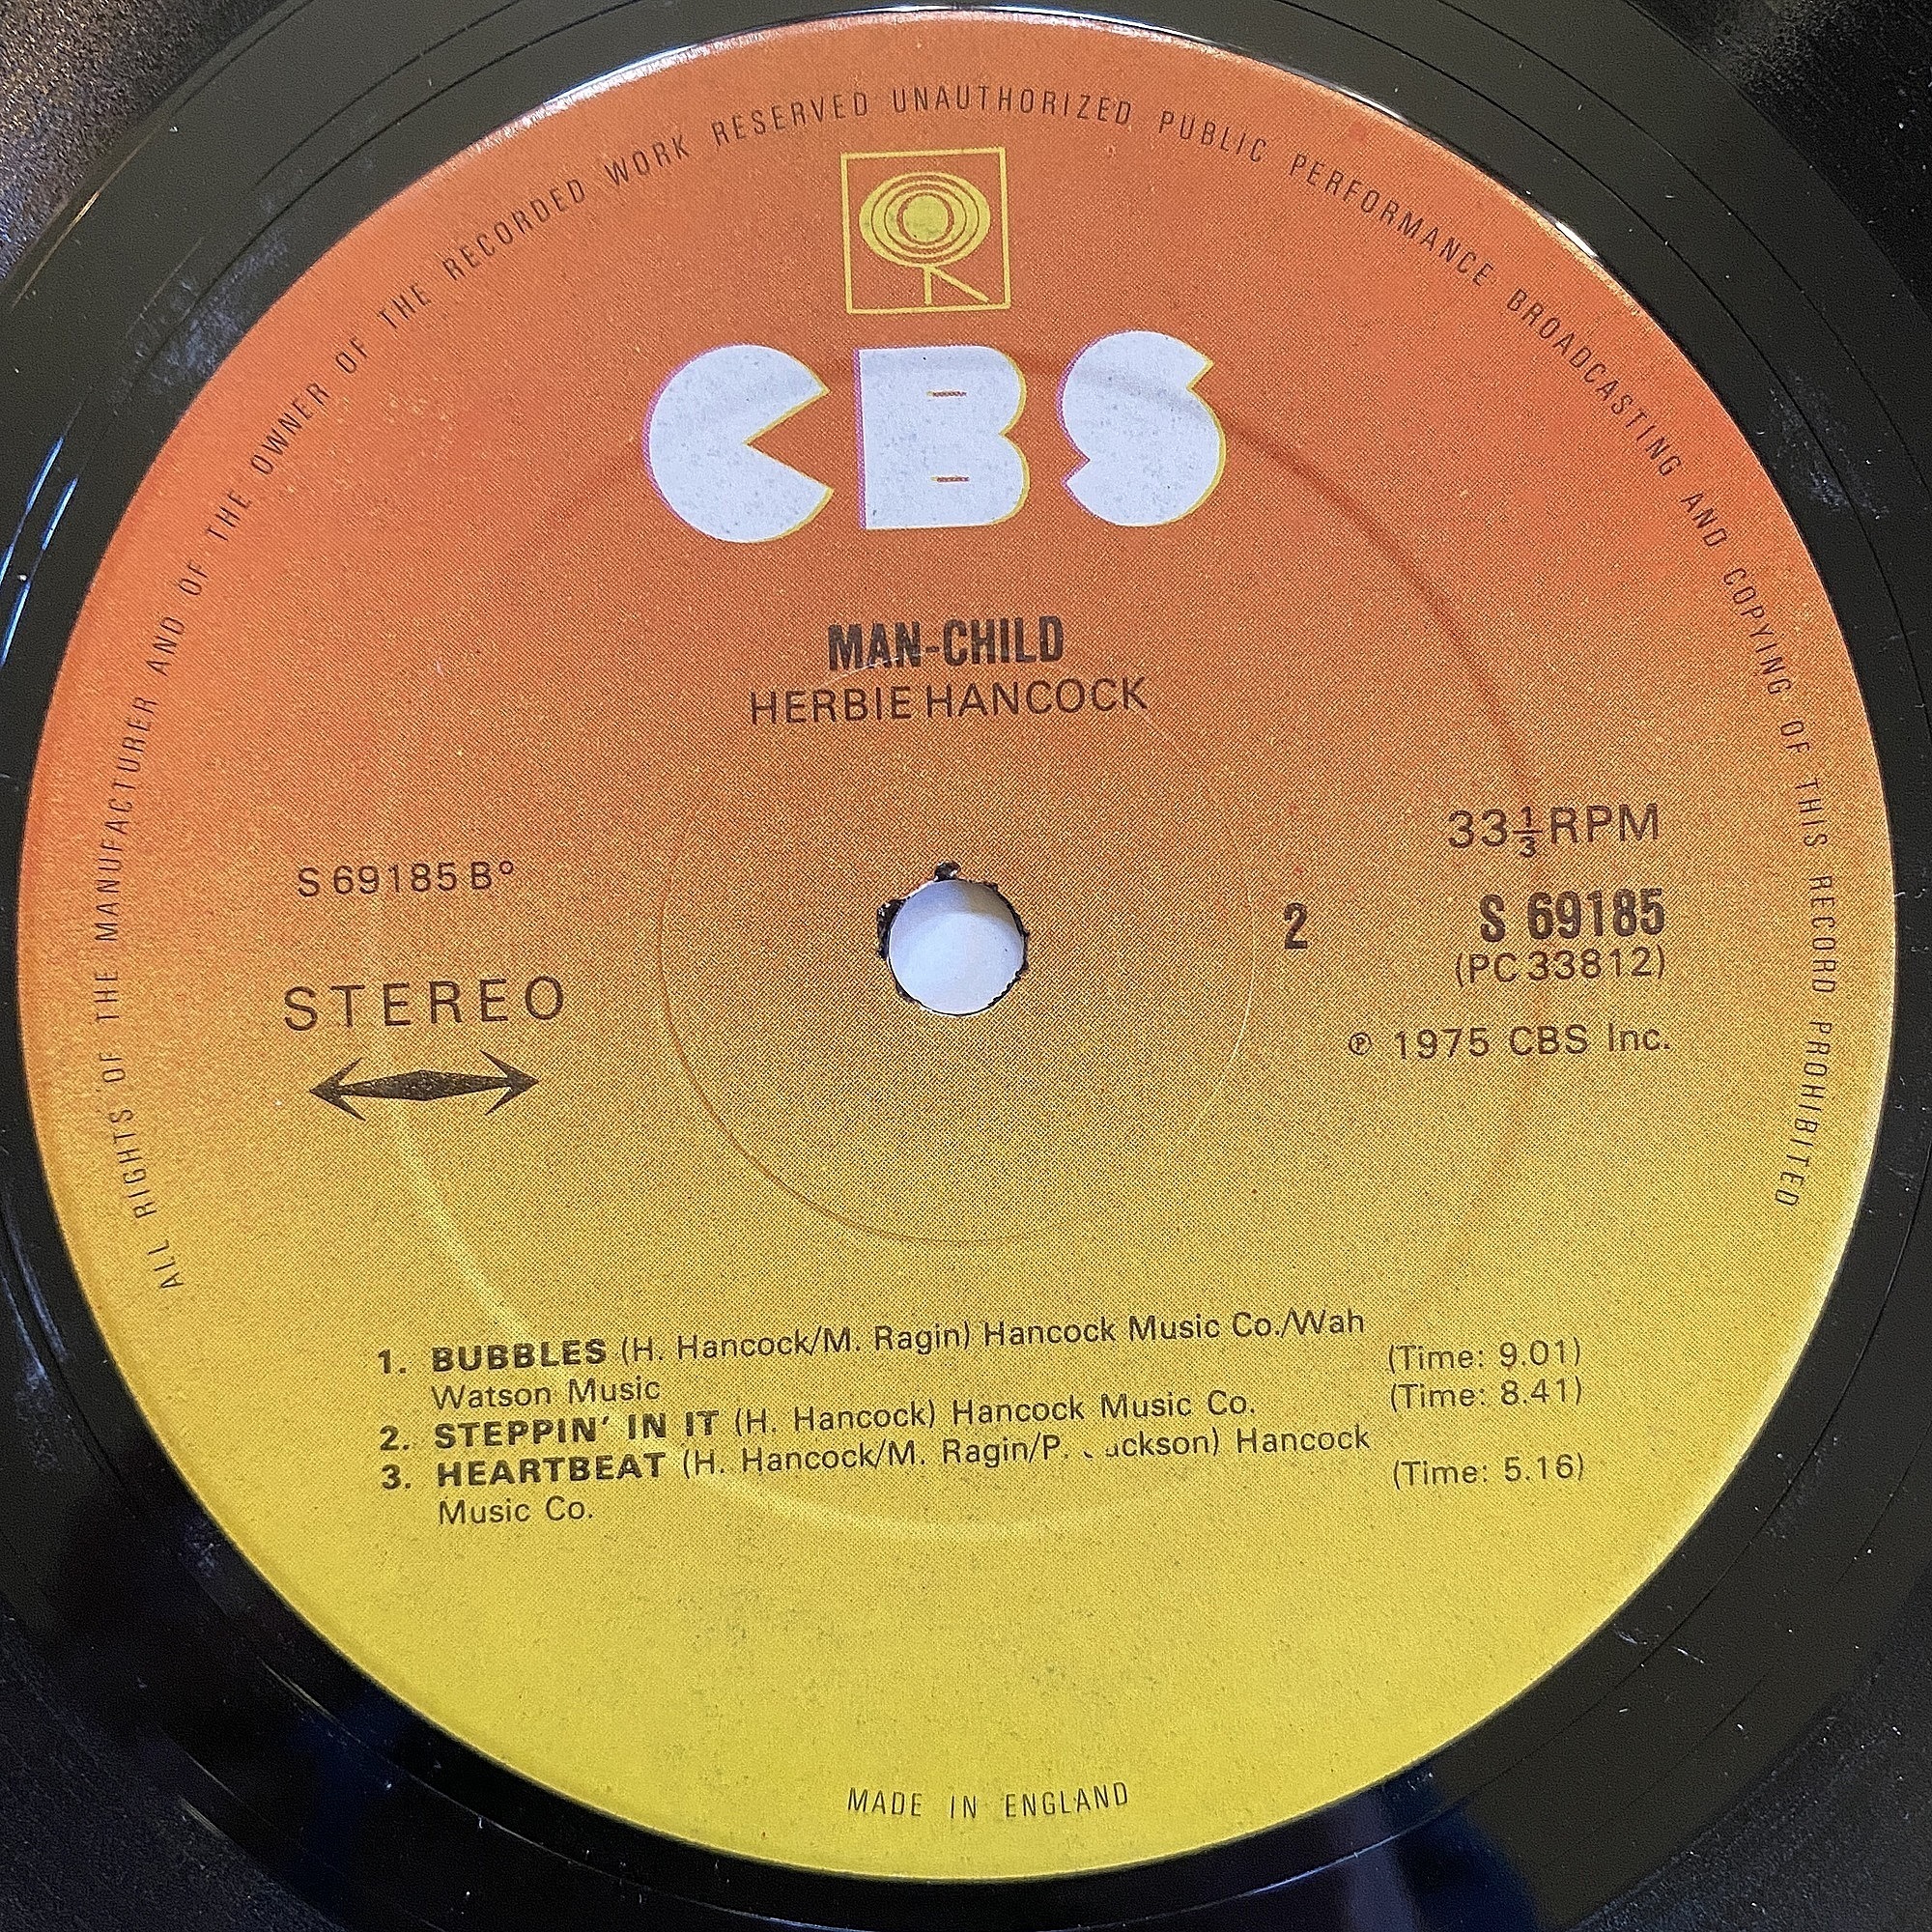 ALL RIGHTS OF THE MANUFACTURER AND OF THE OWNER OF THE RECORDED WORK RESERVED UNAUTHORIZED PUBLIC PERFORMANCE BROADCASTING AND COPYING OF THIS RECORD PROHIBITED
CBS
MAN-CHILD
HERBIE HANCOCK
33⅓ RPM
S 69185 B°
2 S 69185
(PC 33812)
STEREO
℗ 1975 CBS Inc.
1. BUBBLES (H. Hancock/M. Ragin) Hancock Music Co./Wah
Watson Music (Time: 9.01)
2. STEPPIN' IN IT (H. Hancock) Hancock Music Co. (Time: 8.41)
3. HEARTBEAT (H. Hancock/M. Ragin/P. Jackson) Hancock
Music Co. (Time: 5.16)
MADE IN ENGLAND